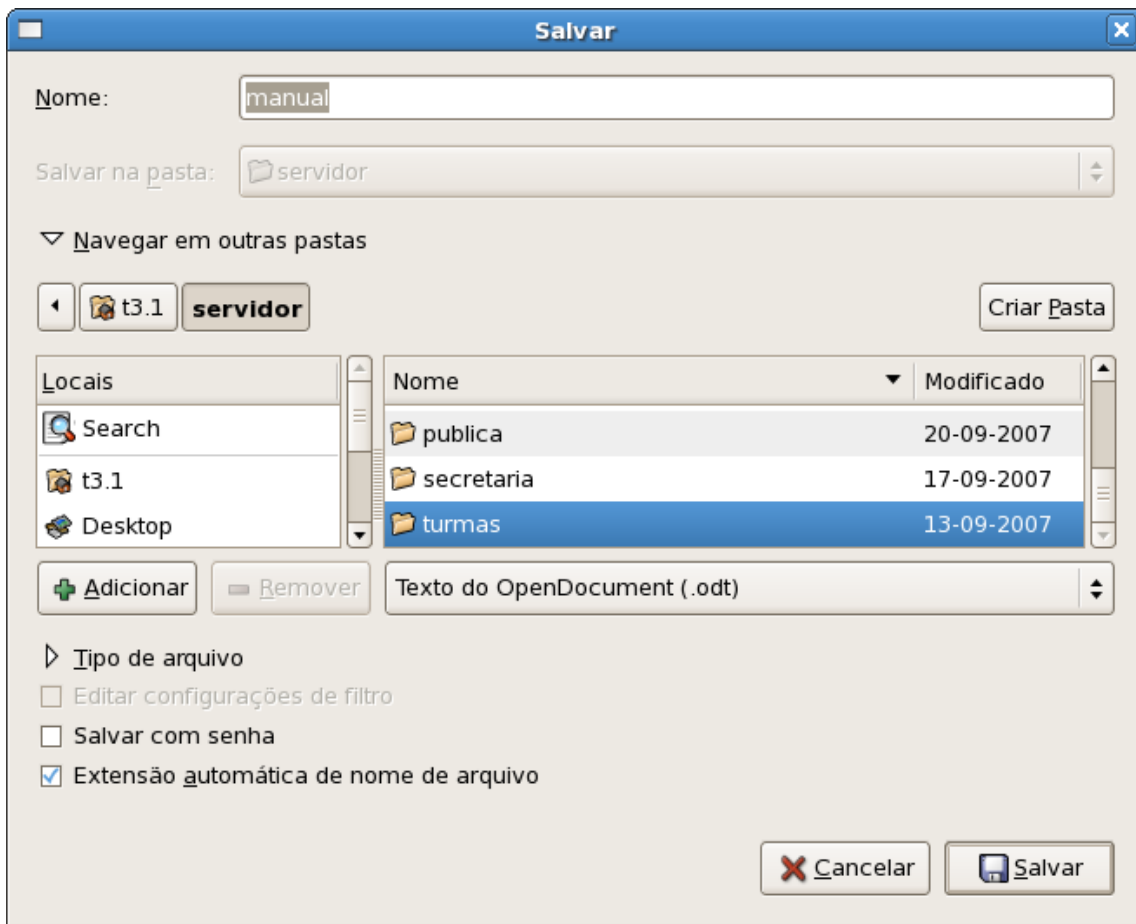 Salvar
Nome: manual
Salvar na pasta: servidor
Navegar em outras pastas
t3.1 servidor Criar Pasta
Locais Nome Modificado
Search publica 20-09-2007
t3.1 secretaria 17-09-2007
Desktop turmas 13-09-2007
Adicionar Remover Texto do OpenDocument (.odt)
Tipo de arquivo
Editar configurações de filtro
Salvar com senha
Extensão automática de nome de arquivo
Cancelar Salvar